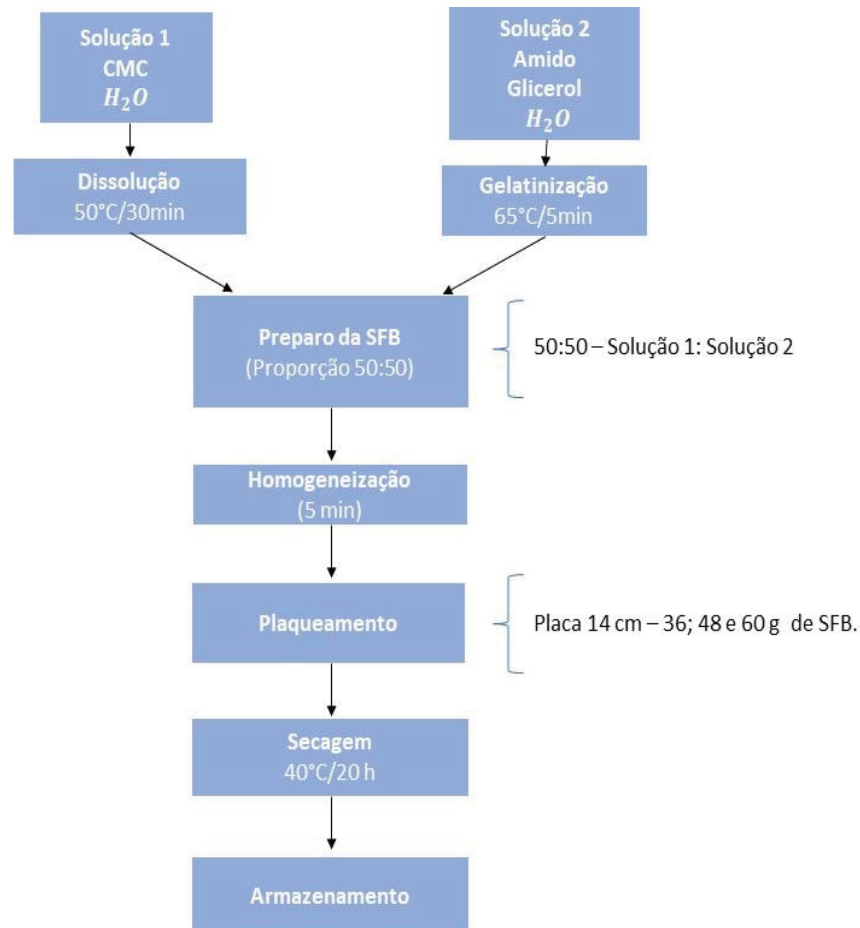 Solução 1
CMC
H₂O
Solução 2
Amido
Glicerol
H₂O
Dissolução
50°C/30min
Gelatinização
65°C/5min
Preparo da SFB
(Proporção 50:50)
50:50 – Solução 1: Solução 2
Homogeneização
(5 min)
Plaqueamento
Placa 14 cm – 36; 48 e 60 g de SFB.
Secagem
40°C/20 h
Armazenamento